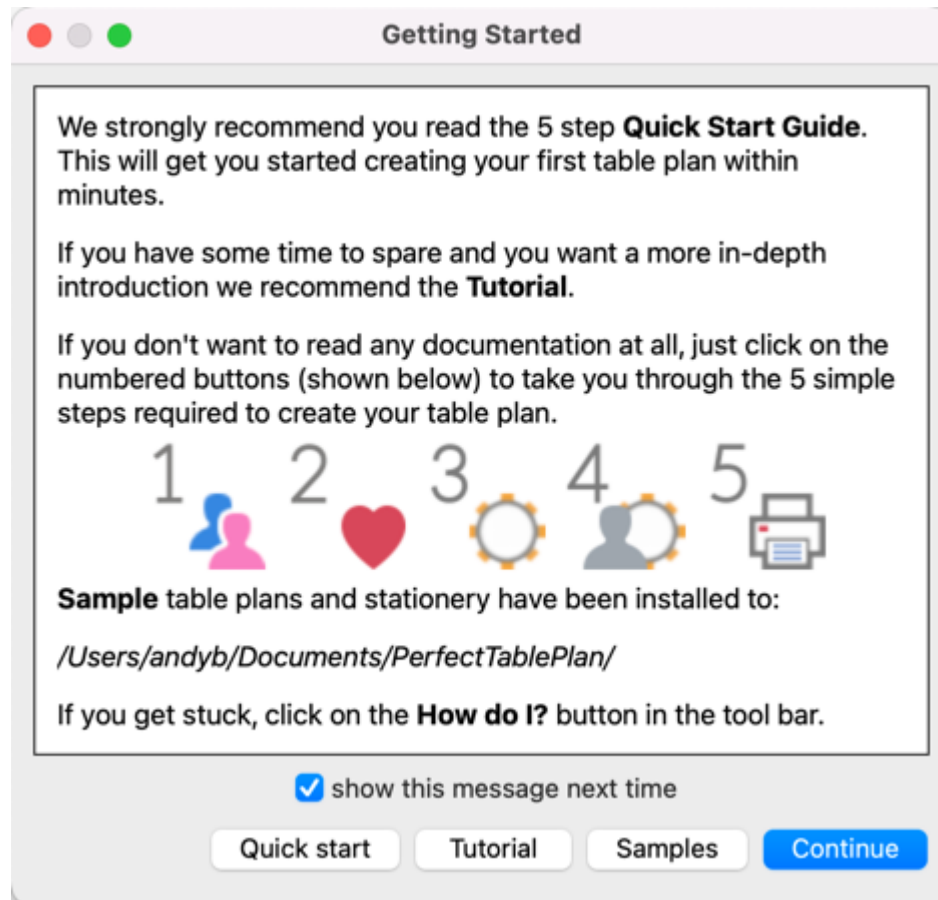 Getting Started
We strongly recommend you read the 5 step Quick Start Guide.
This will get you started creating your first table plan within
minutes.
If you have some time to spare and you want a more in-depth
introduction we recommend the Tutorial.
If you don't want to read any documentation at all, just click on the
numbered buttons (shown below) to take you through the 5 simple
steps required to create your table plan.
1 2 3 4 5
Sample table plans and stationery have been installed to:
/Users/andyb/Documents/PerfectTablePlan/
If you get stuck, click on the How do I? button in the tool bar.
show this message next time
Quick start Tutorial Samples Continue